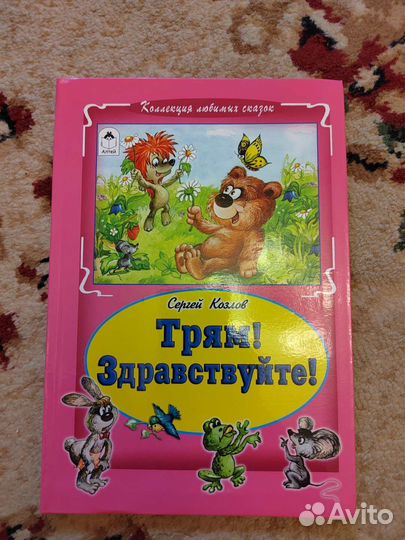 Коллекция любимых сказок
Алтей
Сергей Козлов
Трям!
Здравствуйте!
Avito